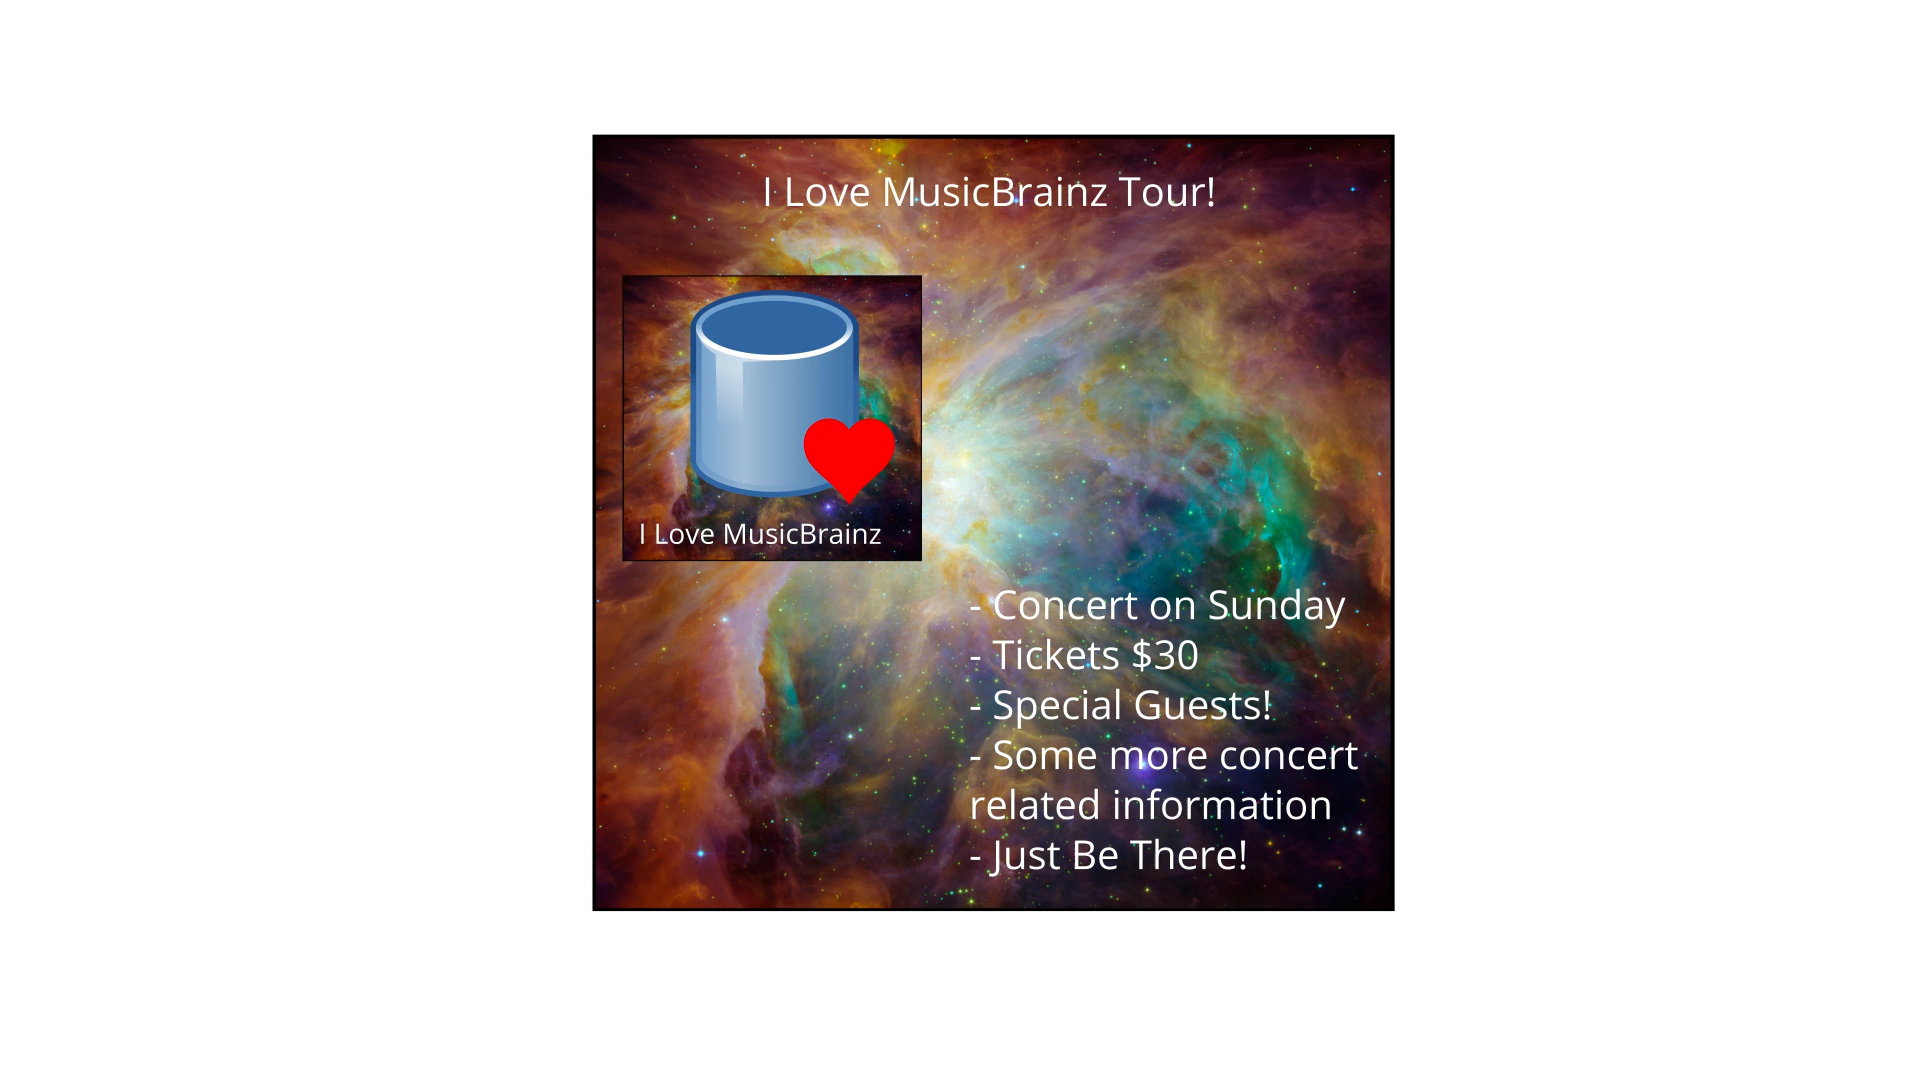 I Love MusicBrainz Tour!
I Love MusicBrainz
- Concert on Sunday
- Tickets $30
- Special Guests!
- Some more concert
related information
- Just Be There!